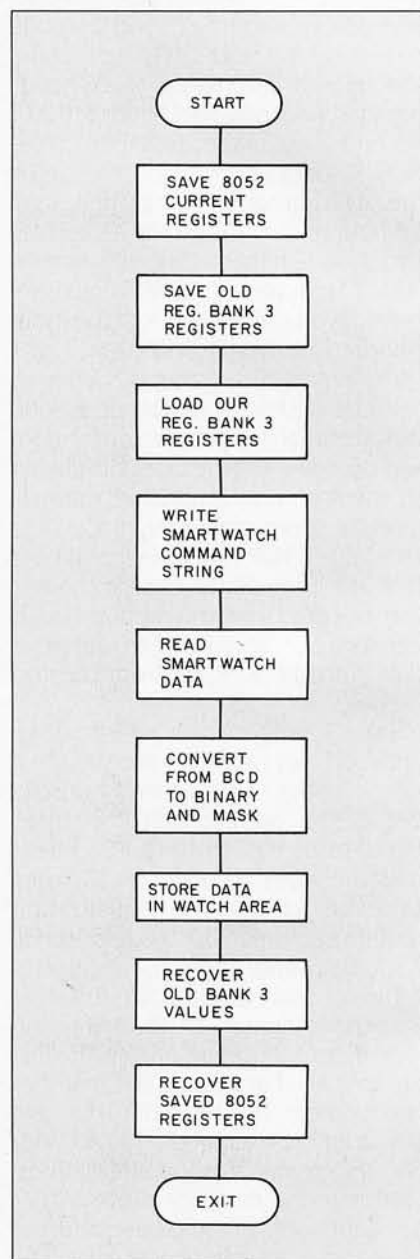 START
SAVE 8052
CURRENT
REGISTERS
SAVE OLD
REG. BANK 3
REGISTERS
LOAD OUR
REG. BANK 3
REGISTERS
WRITE
SMARTWATCH
COMMAND
STRING
READ
SMARTWATCH
DATA
CONVERT
FROM BCD
TO BINARY
AND MASK
STORE DATA
IN WATCH AREA
RECOVER
OLD BANK 3
VALUES
RECOVER
SAVED 8052
REGISTERS
EXIT